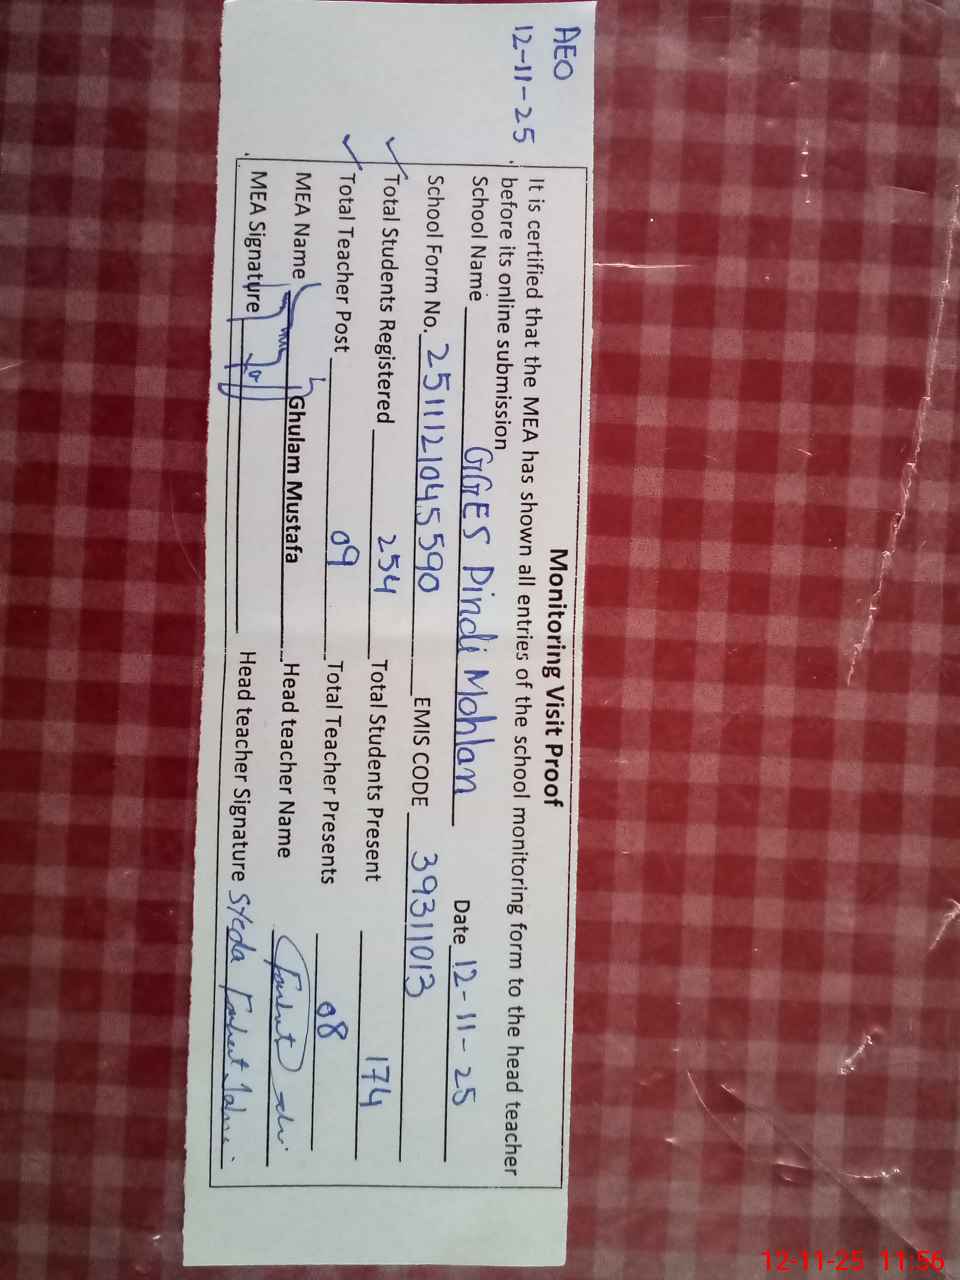 AEO
12-11-25
Monitoring Visit Proof
It is certified that the MEA has shown all entries of the school monitoring form to the head teacher
before its online submission
School Name GGES Pindi Mohlan Date 12-11-25
School Form No. 2511121045590 EMIS CODE 39311013
Total Students Registered 254 Total Students Present 174
Total Teacher Post 09 Total Teacher Presents 08
MEA Name Ghulam Mustafa Head teacher Name
MEA Signature Head teacher Signature Syeda
12-11-25 11:56